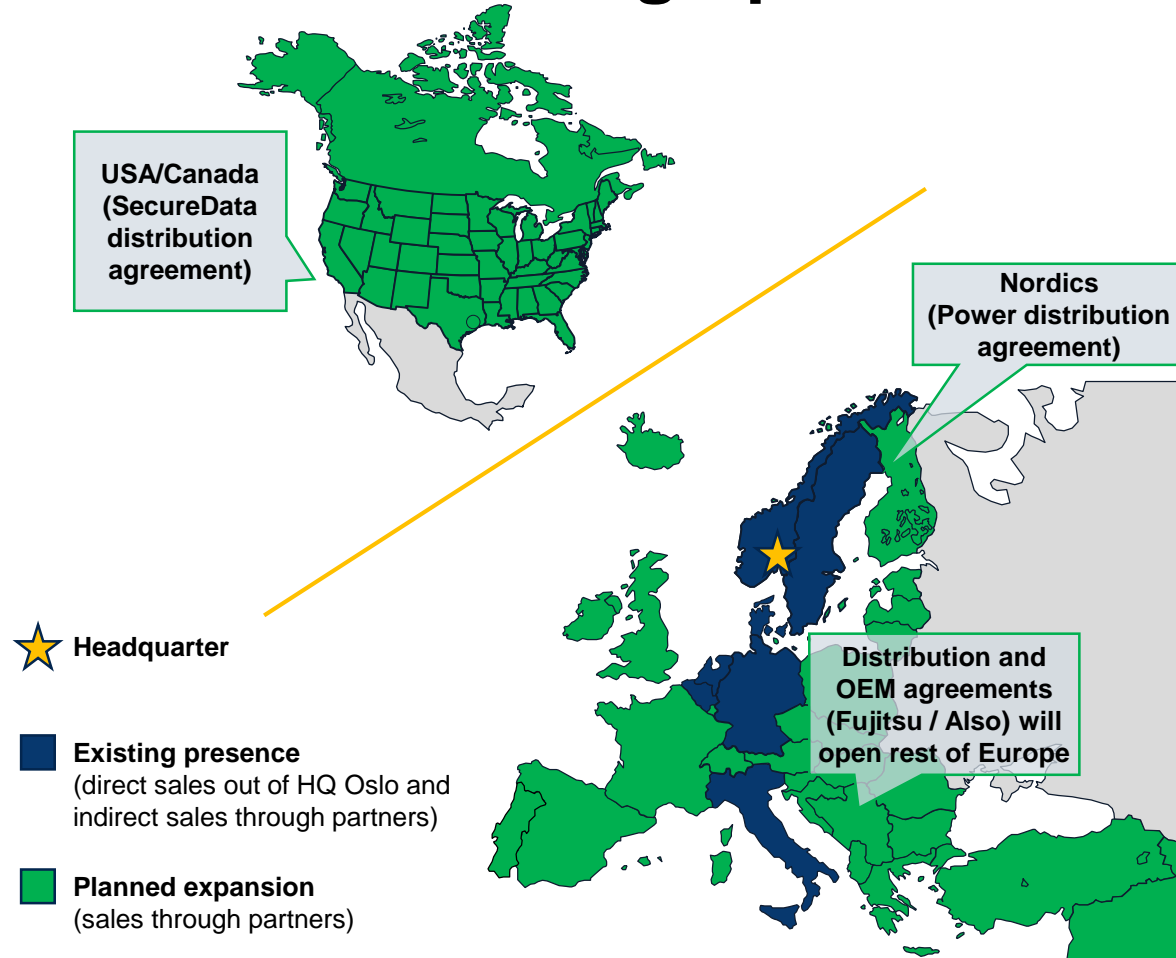 USA/Canada
(SecureData
distribution
agreement)
Nordics
(Power distribution
agreement)
Distribution and
OEM agreements
(Fujitsu / Also) will
open rest of Europe
Headquarter
Existing presence
(direct sales out of HQ Oslo and
indirect sales through partners)
Planned expansion
(sales through partners)